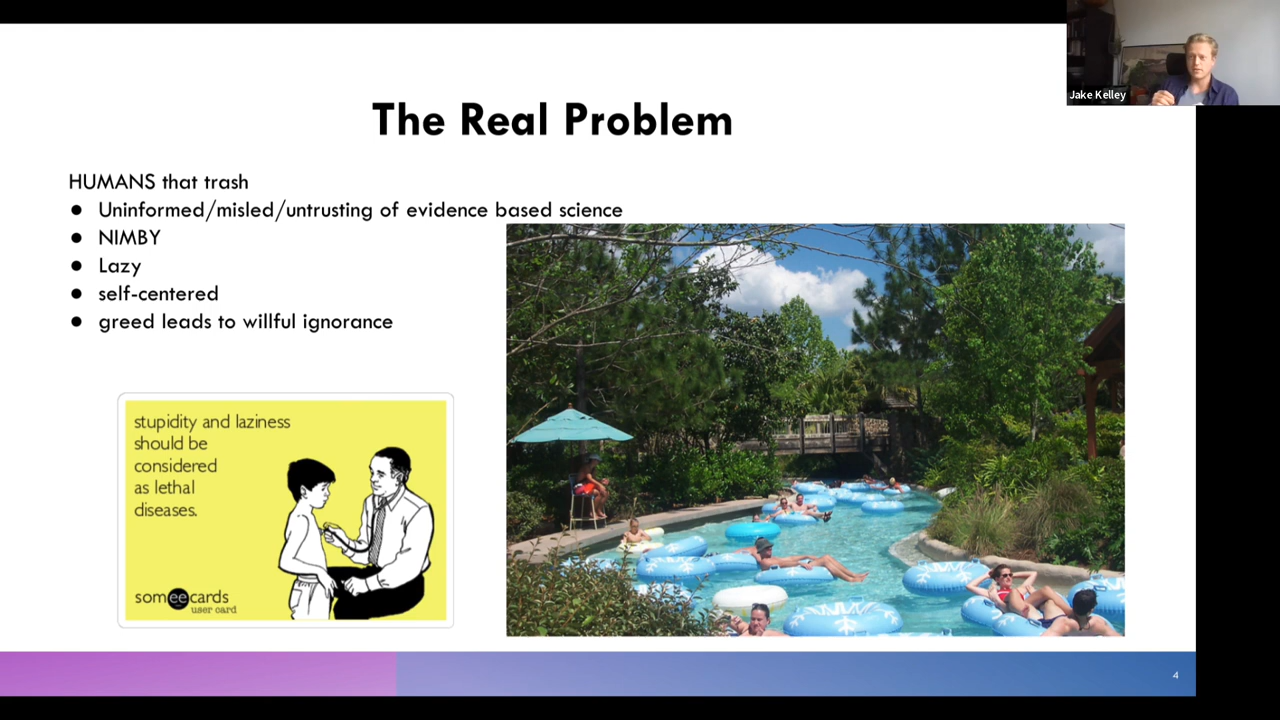 Jake Kelley
The Real Problem
HUMANS that trash
● Uninformed/misled/untrusting of evidence based science
● NIMBY
● Lazy
● self-centered
● greed leads to willful ignorance
stupidity and laziness
should be
considered
as lethal
diseases.
someecards
user card
4